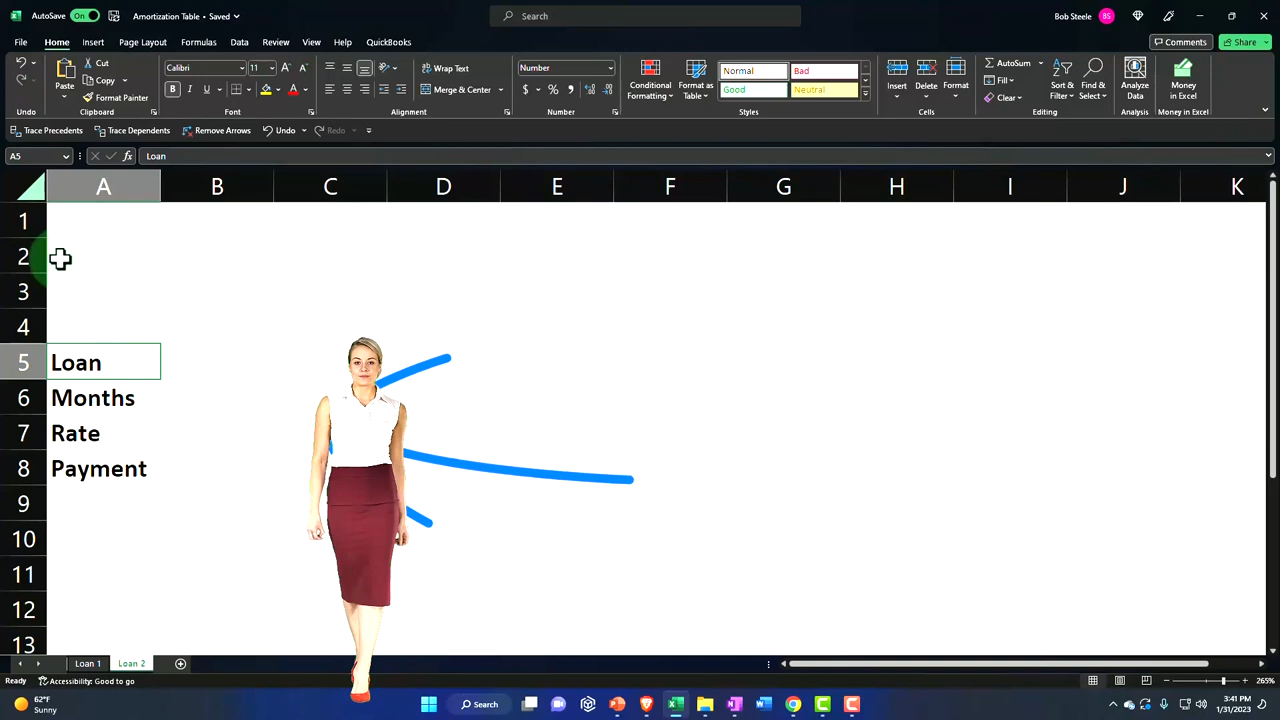 AutoSave On Amortization Table • Saved Search Bob Steele BS
File Home Insert Page Layout Formulas Data Review View Help QuickBooks Comments Share
Cut
Copy
Format Painter
Paste
Calibri 11
B I U
A A
Wrap Text
Merge & Center
Number
$ % ,
Conditional Formatting
Format as Table
Normal Bad
Good Neutral
Insert Delete Format
AutoSum
Fill
Clear
Sort & Filter
Find & Select
Analyze Data
Money in Excel
Undo Clipboard Font Alignment Number Styles Cells Editing Analysis Money in Excel
Trace Precedents Trace Dependents Remove Arrows Undo Redo
A5 fx Loan
A B C D E F G H I J K
1
2
3
4
5 Loan
6 Months
7 Rate
8 Payment
9
10
11
12
13
Loan 1 Loan 2
Ready Accessibility: Good to go 265%
62°F
Sunny
Search
3:41 PM
1/31/2023